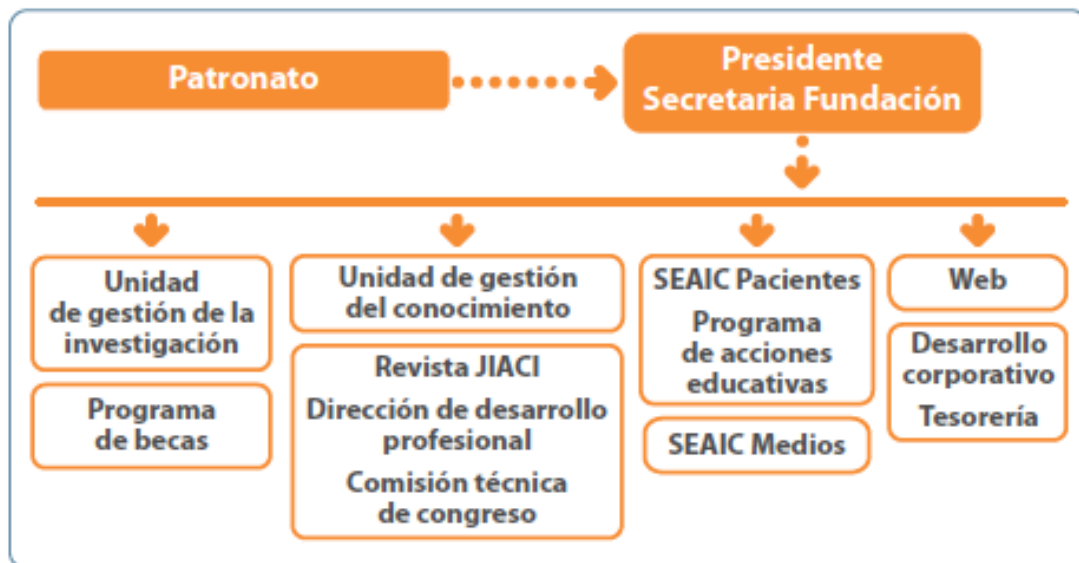 Patronato
Presidente
Secretaria Fundación
Unidad
de gestión de la
investigación
Programa
de becas
Unidad de gestión
del conocimiento
Revista JIACI
Dirección de desarrollo
profesional
Comisión técnica
de congreso
SEAIC Pacientes
Programa
de acciones
educativas
SEAIC Medios
Web
Desarrollo
corporativo
Tesorería